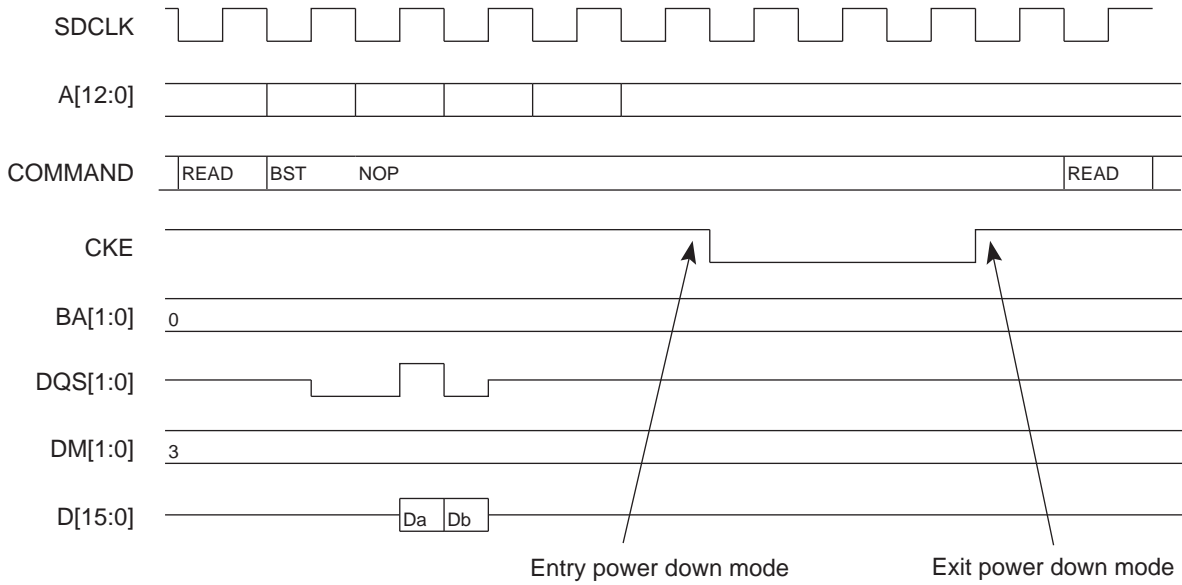 SDCLK
A[12:0]
COMMAND READ BST NOP READ
CKE
BA[1:0] 0
DQS[1:0]
DM[1:0] 3
D[15:0] Da Db
Entry power down mode Exit power down mode